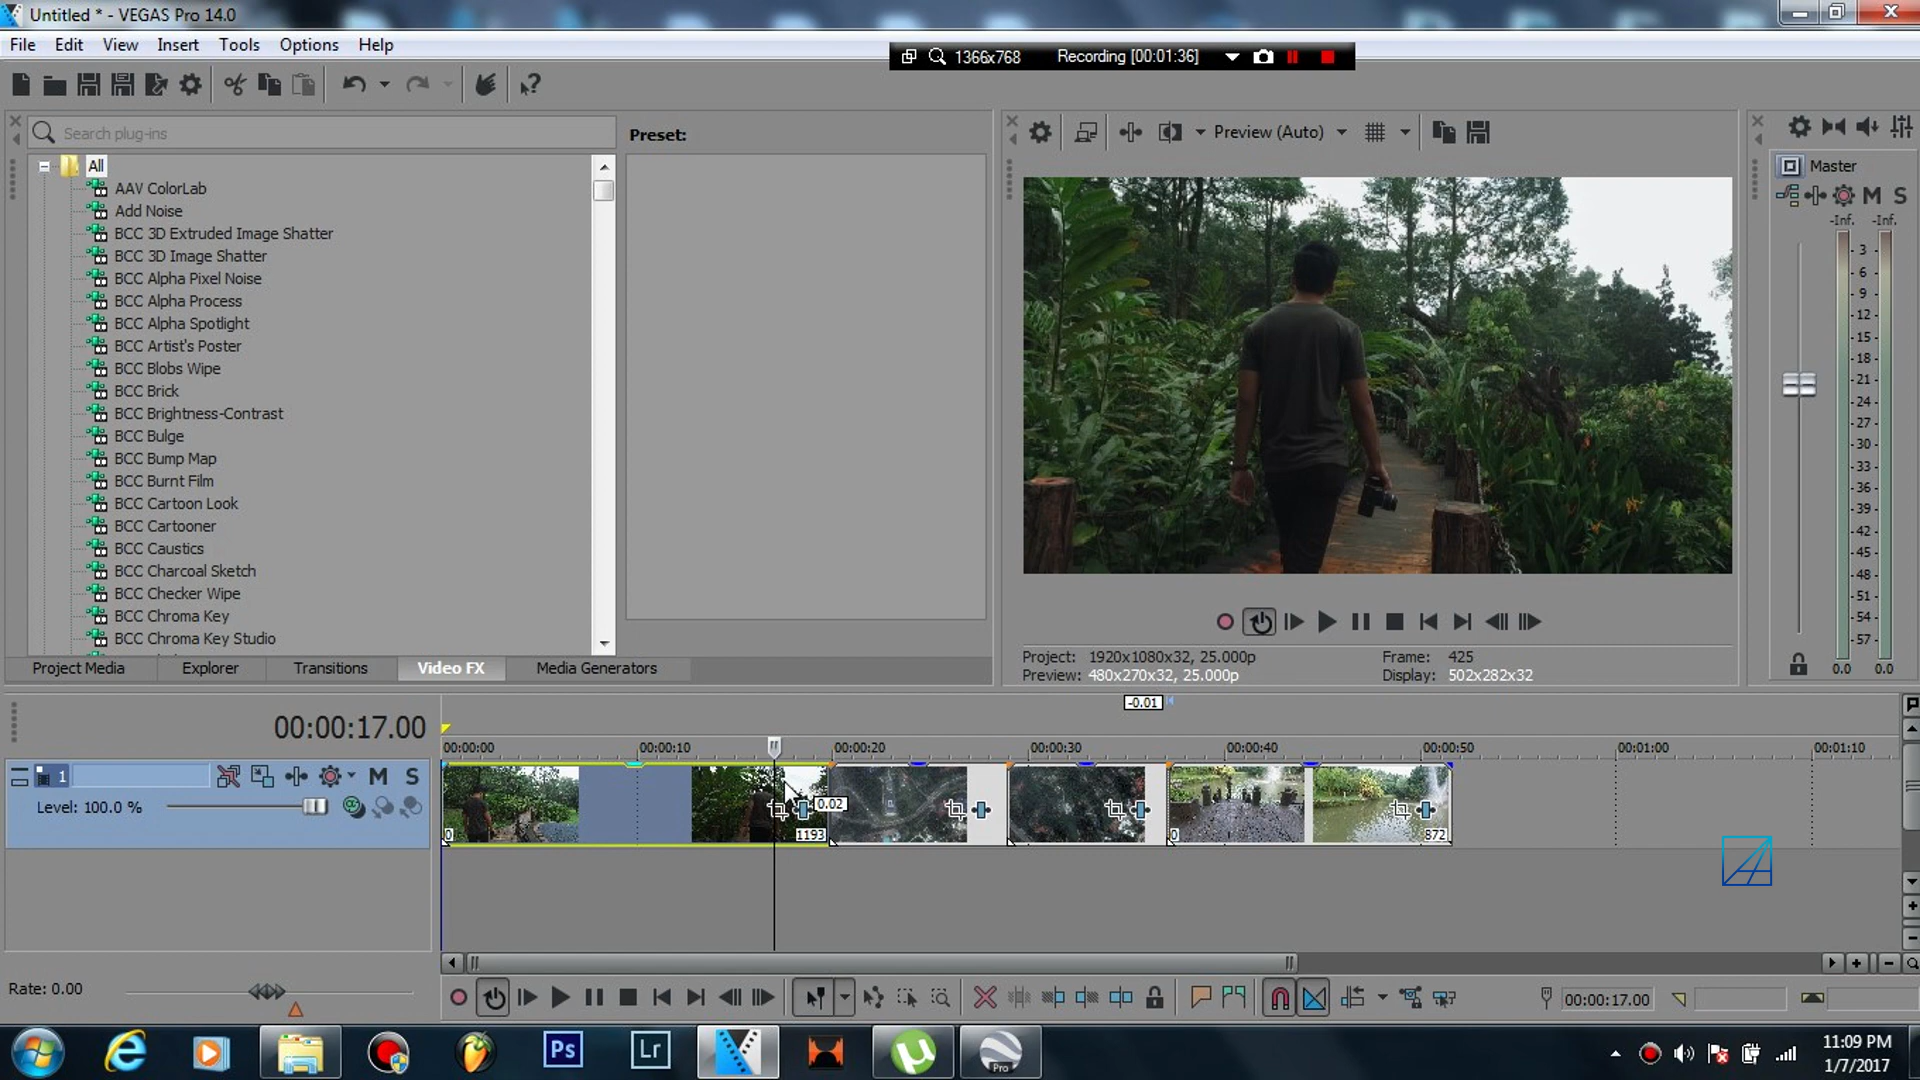 Untitled * - VEGAS Pro 14.0
File Edit View Insert Tools Options Help
1366x768 Recording [00:01:36]
Search plug-ins
Preset:
Preview (Auto)
Master
M S
-Inf. -Inf.
All
AAV ColorLab
Add Noise
BCC 3D Extruded Image Shatter
BCC 3D Image Shatter
BCC Alpha Pixel Noise
BCC Alpha Process
BCC Alpha Spotlight
BCC Artist's Poster
BCC Blobs Wipe
BCC Brick
BCC Brightness-Contrast
BCC Bulge
BCC Bump Map
BCC Burnt Film
BCC Cartoon Look
BCC Cartooner
BCC Caustics
BCC Charcoal Sketch
BCC Checker Wipe
BCC Chroma Key
BCC Chroma Key Studio
- 3 -
- 6 -
- 9 -
- 12 -
- 15 -
- 18 -
- 21 -
- 24 -
- 27 -
- 30 -
- 33 -
- 36 -
- 39 -
- 42 -
- 45 -
- 48 -
- 51 -
- 54 -
- 57 -
0.0 0.0
Project Media Explorer Transitions Video FX Media Generators
Project: 1920x1080x32, 25.000p Frame: 425
Preview: 480x270x32, 25.000p Display: 502x282x32
-0.01
00:00:17.00
00:00:00 00:00:10 00:00:20 00:00:30 00:00:40 00:00:50 00:01:00 00:01:10
1 M S
Level: 100.0 %
0.02
0 1193 0 872
Rate: 0.00
00:00:17.00
Ps Lr Pro
11:09 PM
1/7/2017